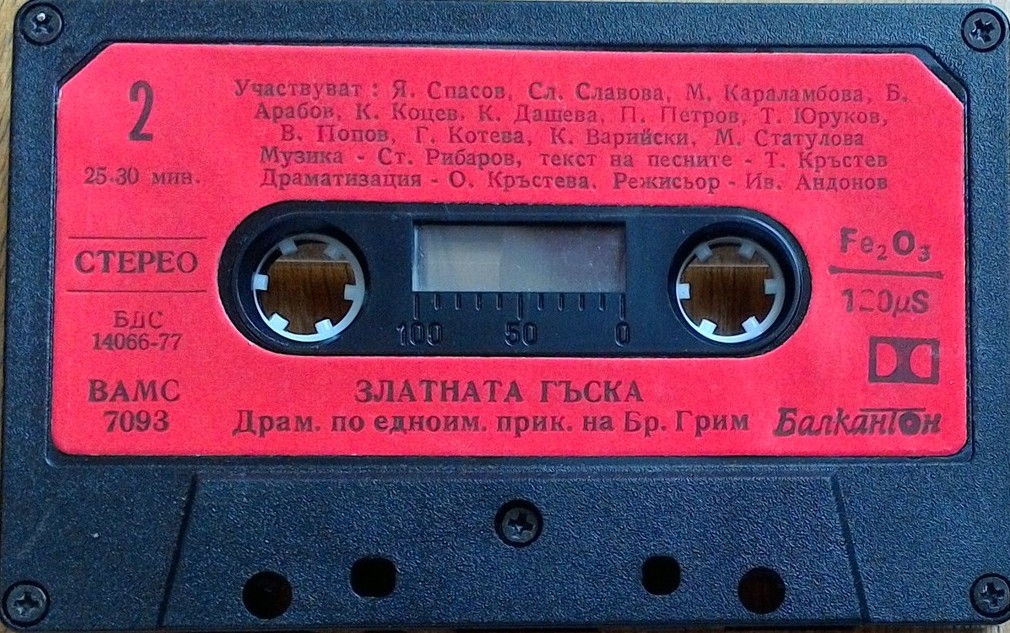 2
25-30 мин.
Участвуват : Я. Спасов, Сл. Славова, М. Караламбова, Б.
Арабов, К. Коцев, К. Дашева, П. Петров, Т. Юруков,
В. Попов, Г. Котева, К. Варийски, М. Статулова
Музика - Ст. Рибаров, текст на песните - Т. Кръстев
Драматизация - О. Кръстева. Режисьор - Ив. Андонов
СТЕРЕО
БДС
14066-77
ВАМС
7093
100 50 0
Fe₂O₃
120μS
ЗЛАТНАТА ГЪСКА
Драм. по едноим. прик. на Бр. Грим
Балкантон